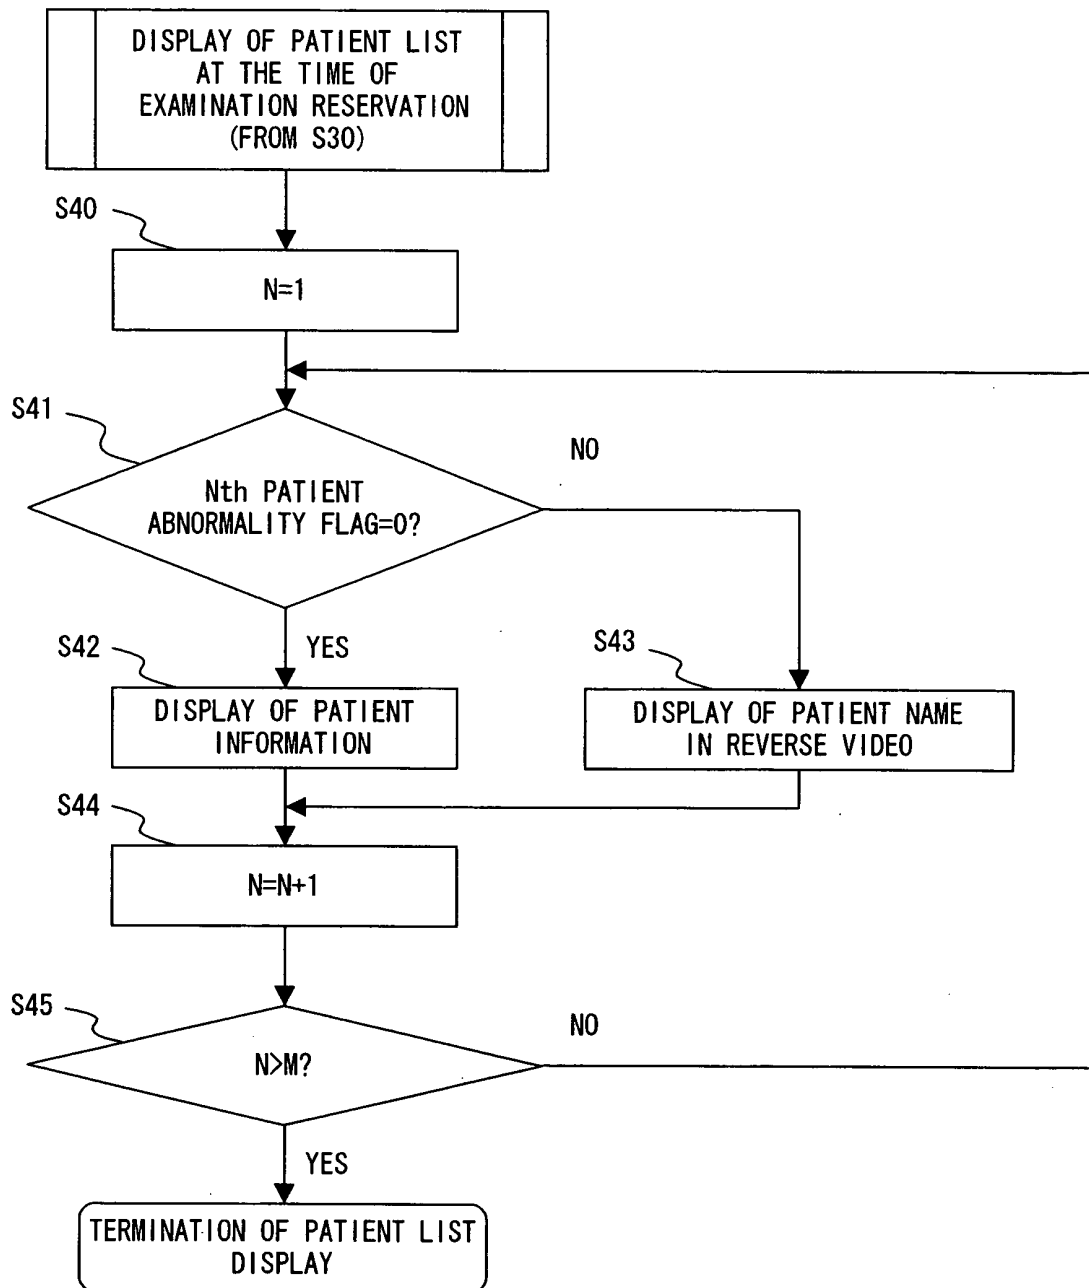 DISPLAY OF PATIENT LIST
AT THE TIME OF
EXAMINATION RESERVATION
(FROM S30)
S40
N=1
S41
NO
Nth PATIENT
ABNORMALITY FLAG=0?
S42
YES
S43
DISPLAY OF PATIENT
INFORMATION
DISPLAY OF PATIENT NAME
IN REVERSE VIDEO
S44
N=N+1
S45
NO
N>M?
YES
TERMINATION OF PATIENT LIST
DISPLAY